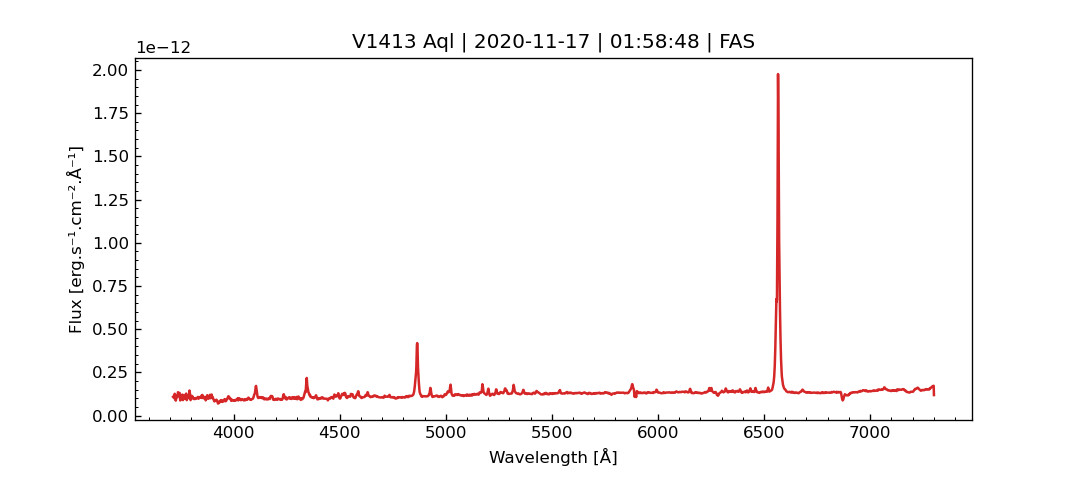 V1413 Aql | 2020-11-17 | 01:58:48 | FAS
1e−12
2.00
1.75
1.50
1.25
1.00
0.75
0.50
0.25
0.00
Flux [erg.s⁻¹.cm⁻².Å⁻¹]
4000 4500 5000 5500 6000 6500 7000
Wavelength [Å]